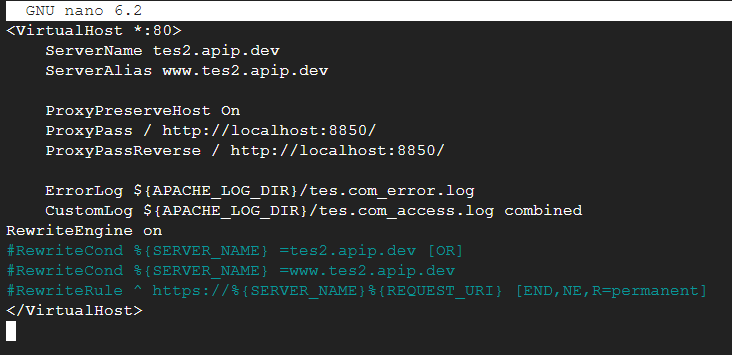 GNU nano 6.2
<VirtualHost *:80>
    ServerName tes2.apip.dev
    ServerAlias www.tes2.apip.dev

    ProxyPreserveHost On
    ProxyPass / http://localhost:8850/
    ProxyPassReverse / http://localhost:8850/

    ErrorLog ${APACHE_LOG_DIR}/tes.com_error.log
    CustomLog ${APACHE_LOG_DIR}/tes.com_access.log combined
RewriteEngine on
#RewriteCond %{SERVER_NAME} =tes2.apip.dev [OR]
#RewriteCond %{SERVER_NAME} =www.tes2.apip.dev
#RewriteRule ^ https://%{SERVER_NAME}%{REQUEST_URI} [END,NE,R=permanent]
</VirtualHost>